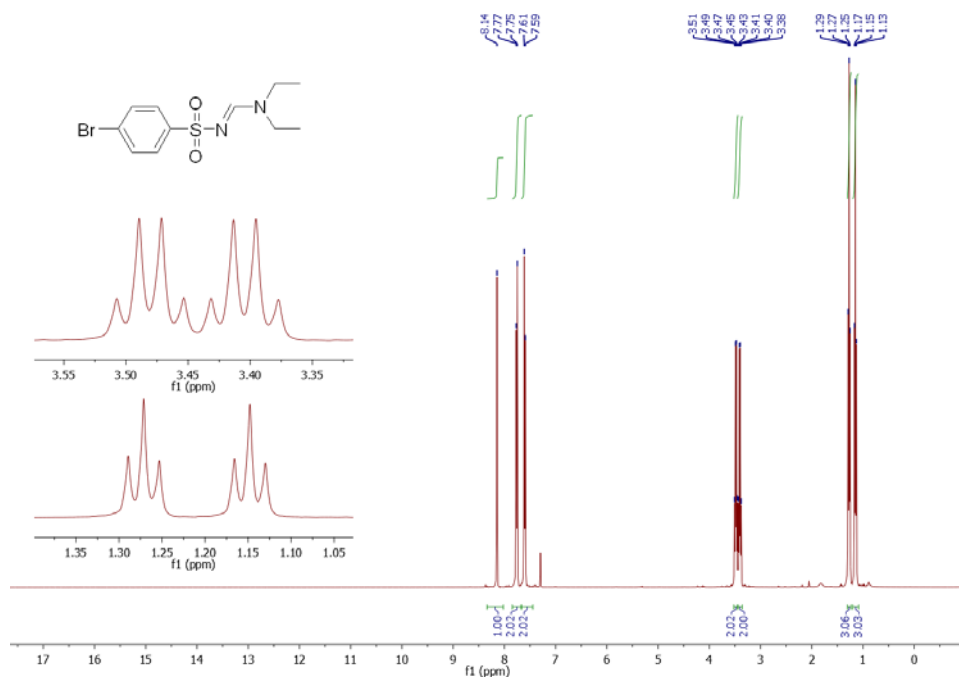 8.14 7.77 7.75 7.61 7.59 3.51 3.49 3.47 3.45 3.43 3.41 3.40 3.38 1.29 1.27 1.25 1.17 1.15 1.13
O
N
Br
S
N
O
3.55 3.50 3.45 3.40 3.35
f1 (ppm)
1.35 1.30 1.25 1.20 1.15 1.10 1.05
f1 (ppm)
1.00 2.02 2.02 2.02 2.00 3.06 3.03
17 16 15 14 13 12 11 10 9 8 7 6 5 4 3 2 1 0
f1 (ppm)